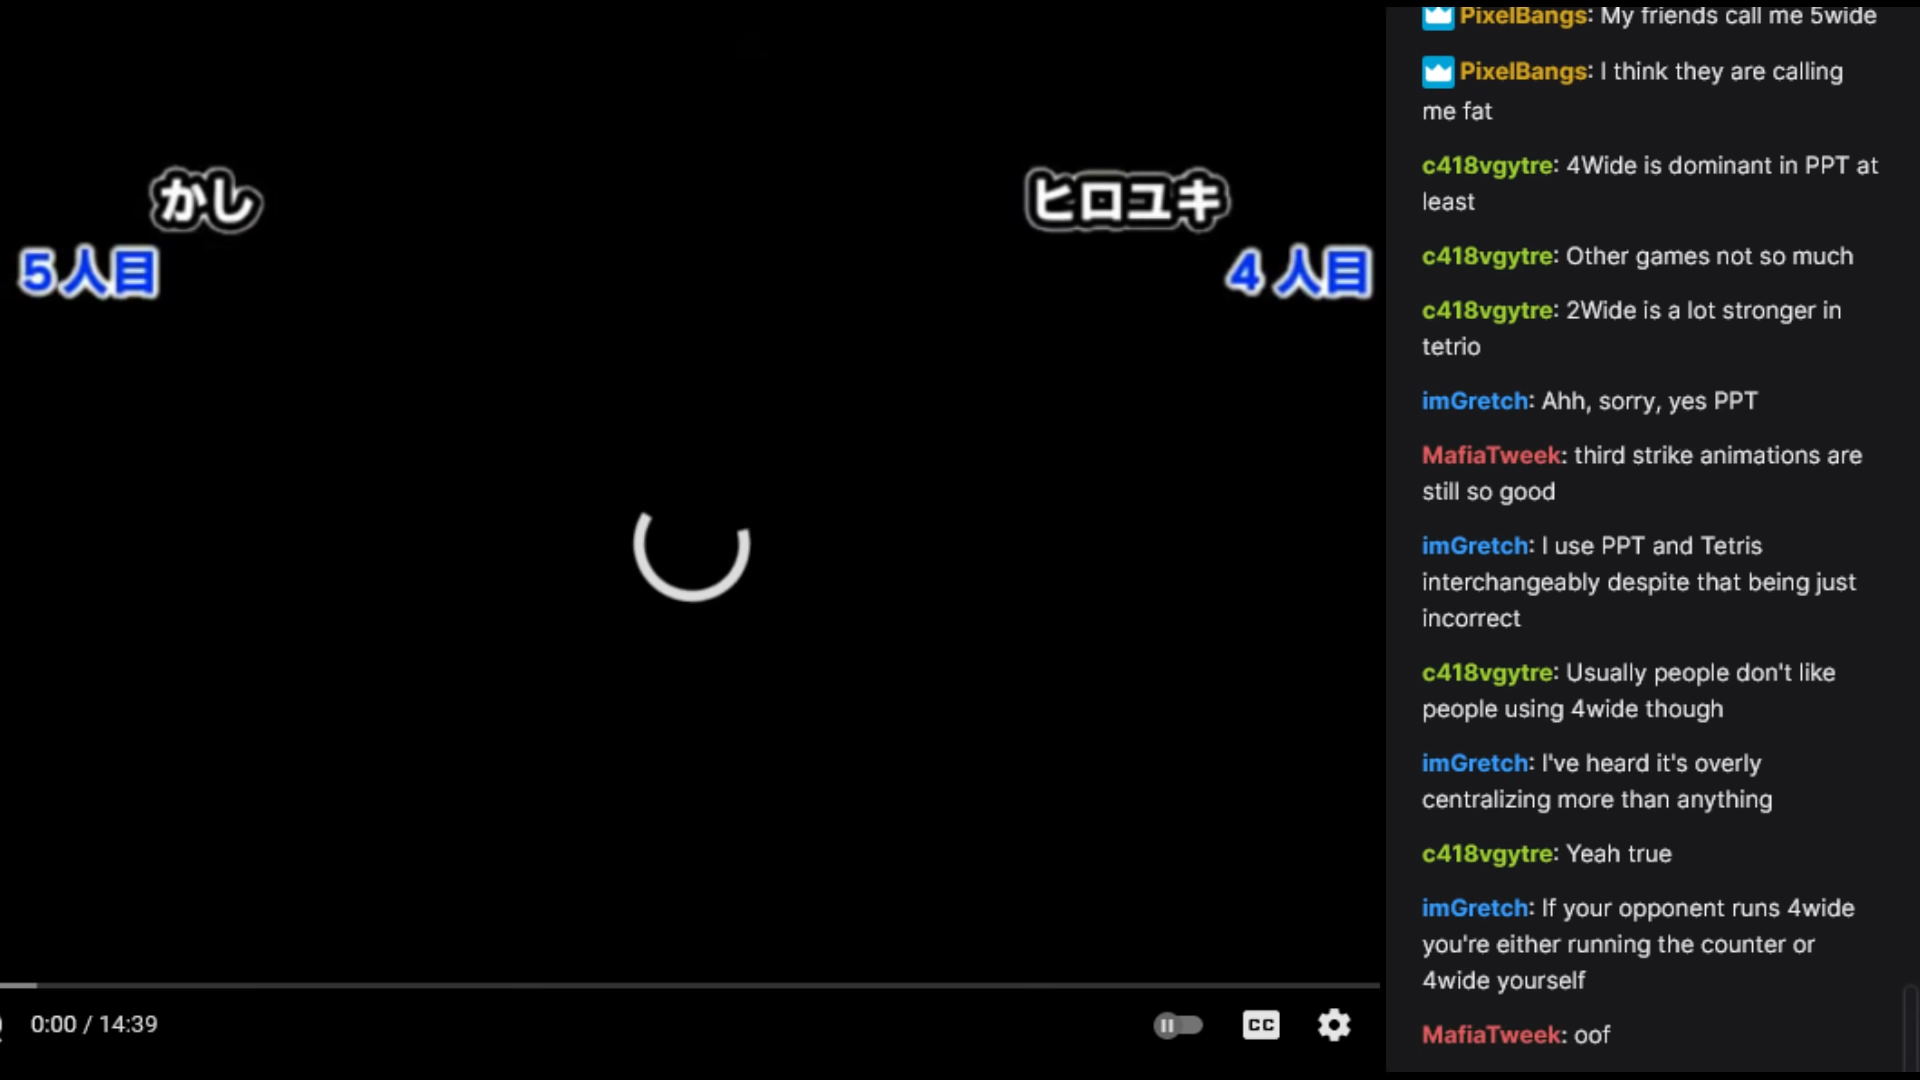 かし
5人目
ヒロユキ
4人目
0:00 / 14:39
CC
PixelBangs: My friends call me 5wide
PixelBangs: I think they are calling
me fat
c418vgytre: 4Wide is dominant in PPT at
least
c418vgytre: Other games not so much
c418vgytre: 2Wide is a lot stronger in
tetrio
imGretch: Ahh, sorry, yes PPT
MafiaTweek: third strike animations are
still so good
imGretch: I use PPT and Tetris
interchangeably despite that being just
incorrect
c418vgytre: Usually people don't like
people using 4wide though
imGretch: I've heard it's overly
centralizing more than anything
c418vgytre: Yeah true
imGretch: If your opponent runs 4wide
you're either running the counter or
4wide yourself
MafiaTweek: oof